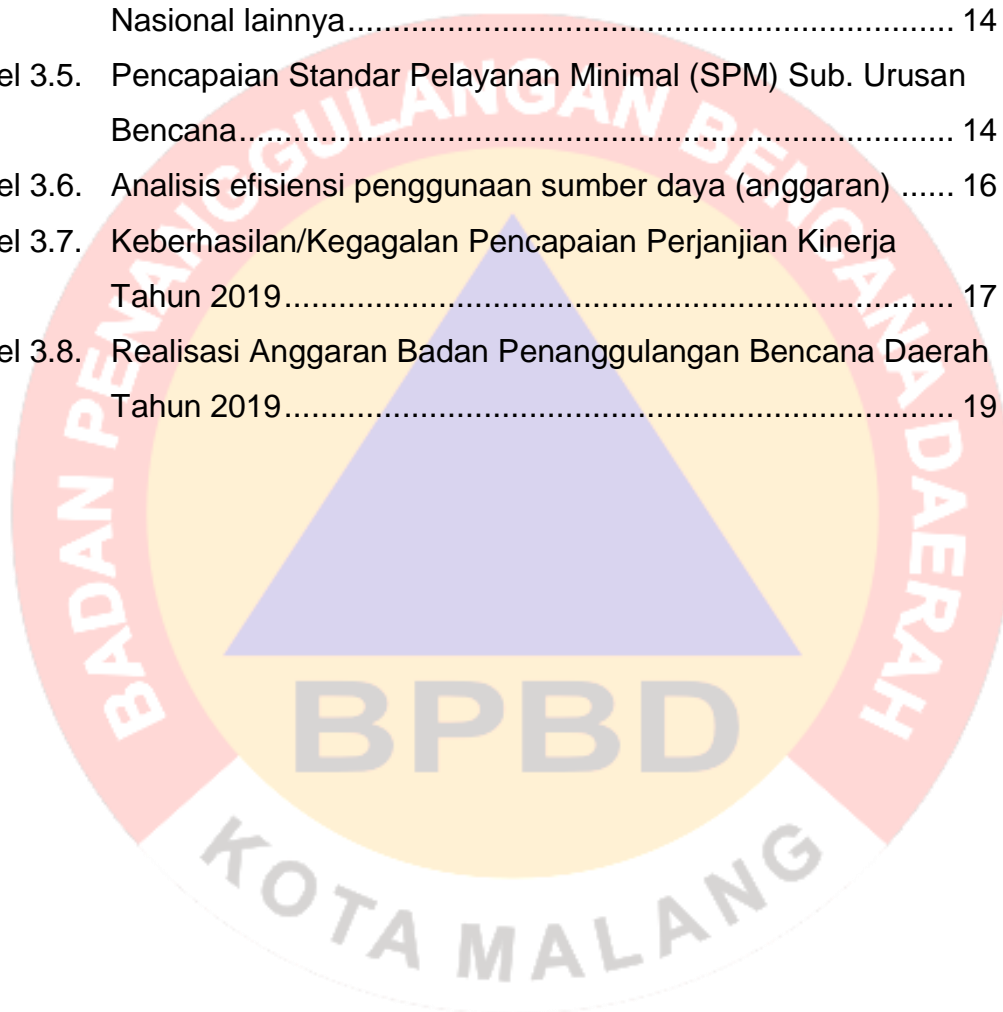 Nasional lainnya.................................................................. 14
el 3.5. Pencapaian Standar Pelayanan Minimal (SPM) Sub. Urusan
Bencana............................................................................. 14
el 3.6. Analisis efisiensi penggunaan sumber daya (anggaran) ...... 16
el 3.7. Keberhasilan/Kegagalan Pencapaian Perjanjian Kinerja
Tahun 2019........................................................................ 17
el 3.8. Realisasi Anggaran Badan Penanggulangan Bencana Daerah
Tahun 2019........................................................................ 19
BADAN PENANGGULANGAN BENCANA DAERAH
BPBD
KOTA MALANG